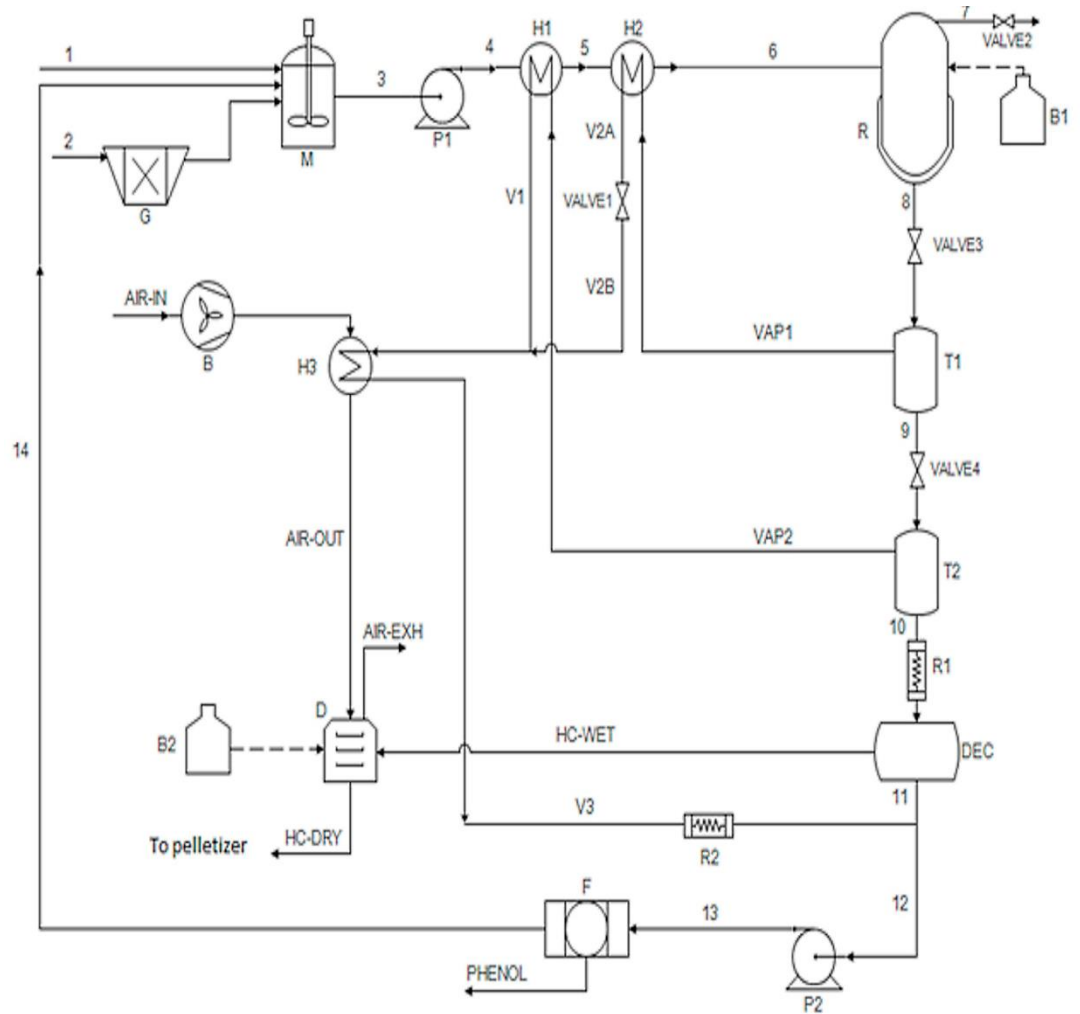 7
H1
H2
VALVE2
1
4
5
6
3
B1
P1
V2A
R
2
M
V1
VALVE1
8
G
VALVE3
AIR-IN
V2B
VAP1
B
H3
T1
9
14
VALVE4
AIR-OUT
VAP2
T2
10
AIR-EXH
R1
D
B2
HC-WET
DEC
11
V3
To pelletizer
HC-DRY
R2
F
13
12
PHENOL
P2